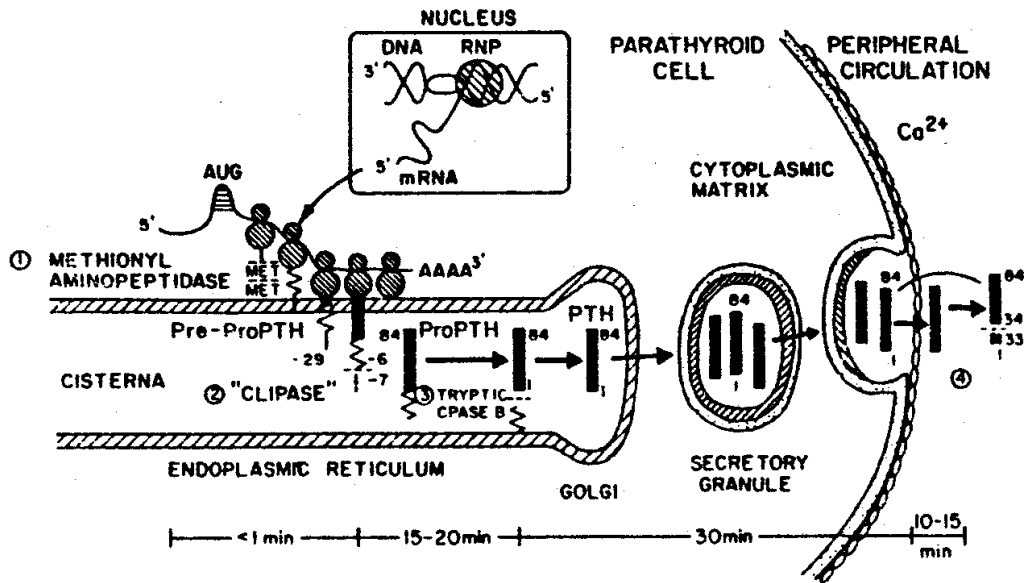 NUCLEUS
DNA RNP
3'
5'
5'
mRNA
PARATHYROID
CELL
PERIPHERAL
CIRCULATION
Ca2+
CYTOPLASMIC
MATRIX
AUG
5'
① METHIONYL
AMINOPEPTIDASE
MET
MET
AAAA3'
Pre-ProPTH
-29
-6
-7
84 ProPTH 84
PTH
84
1
1
CISTERNA
② "CLIPASE"
③ TRYPTIC
CPASE B
ENDOPLASMIC RETICULUM
GOLGI
84
1
SECRETORY
GRANULE
84
1
84
34
33
1
④
<1 min
15-20min
30min
10-15
min